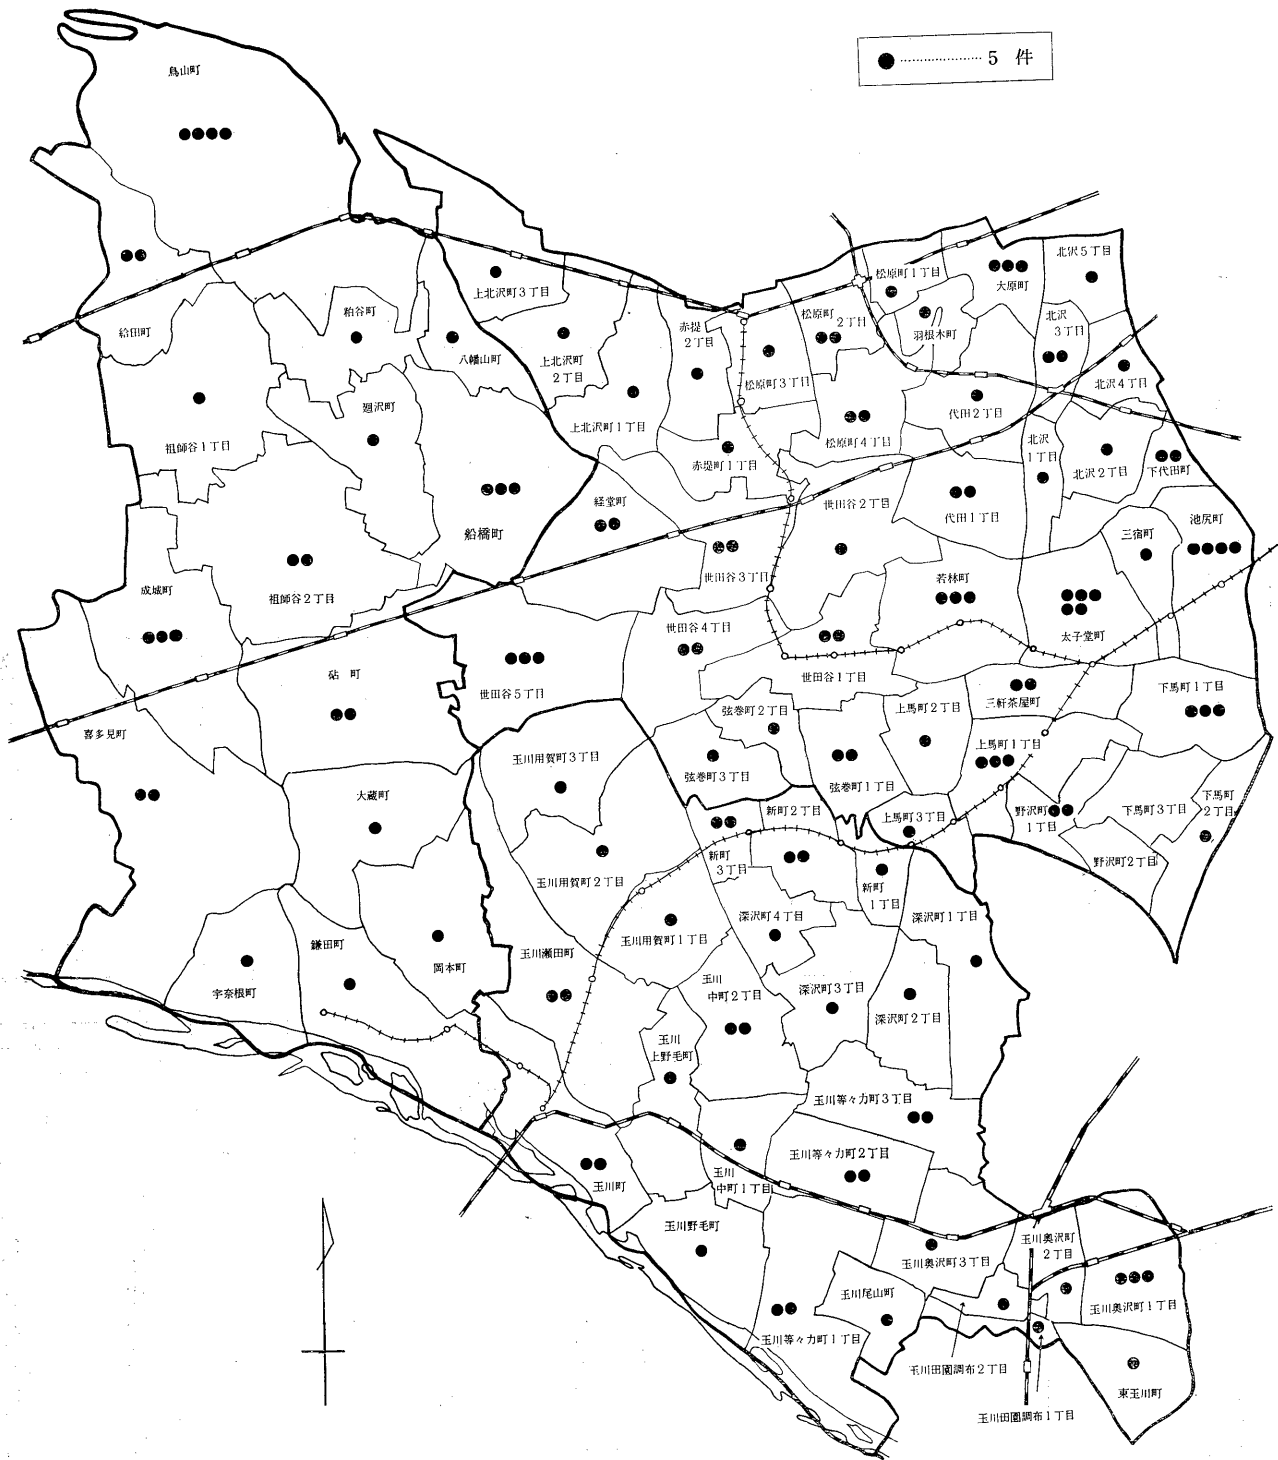 ●………………5 件
烏山町
給田町
粕谷町
上北沢町3丁目
八幡山町
上北沢町
2丁目
上北沢町1丁目
赤堤
2丁目
赤堤町1丁目
松原町3丁目
松原町
2丁目
松原町1丁目
羽根木町
大原町
北沢5丁目
北沢
3丁目
北沢4丁目
松原町4丁目
代田2丁目
北沢
1丁目
北沢2丁目
下代田町
祖師谷1丁目
廻沢町
船橋町
経堂町
世田谷2丁目
代田1丁目
三宿町
池尻町
成城町
祖師谷2丁目
世田谷3丁目
若林町
太子堂町
世田谷4丁目
世田谷1丁目
世田谷5丁目
砧 町
喜多見町
弦巻町2丁目
上馬町2丁目
三軒茶屋町
下馬町1丁目
玉川用賀町3丁目
弦巻町3丁目
弦巻町1丁目
上馬町1丁目
大蔵町
新町2丁目
上馬町3丁目
野沢町
1丁目
下馬町3丁目
下馬町
2丁目
野沢町2丁目
玉川用賀町2丁目
新町
3丁目
新町
1丁目
深沢町4丁目
深沢町1丁目
鎌田町
宇奈根町
岡本町
玉川瀬田町
玉川用賀町1丁目
玉川
中町2丁目
深沢町3丁目
深沢町2丁目
玉川
上野毛町
玉川等々力町3丁目
玉川等々力町2丁目
玉川町
玉川
中町1丁目
玉川野毛町
玉川奥沢町3丁目
玉川奥沢町
2丁目
玉川尾山町
玉川奥沢町1丁目
玉川等々力町1丁目
玉川田園調布2丁目
東玉川町
玉川田園調布1丁目